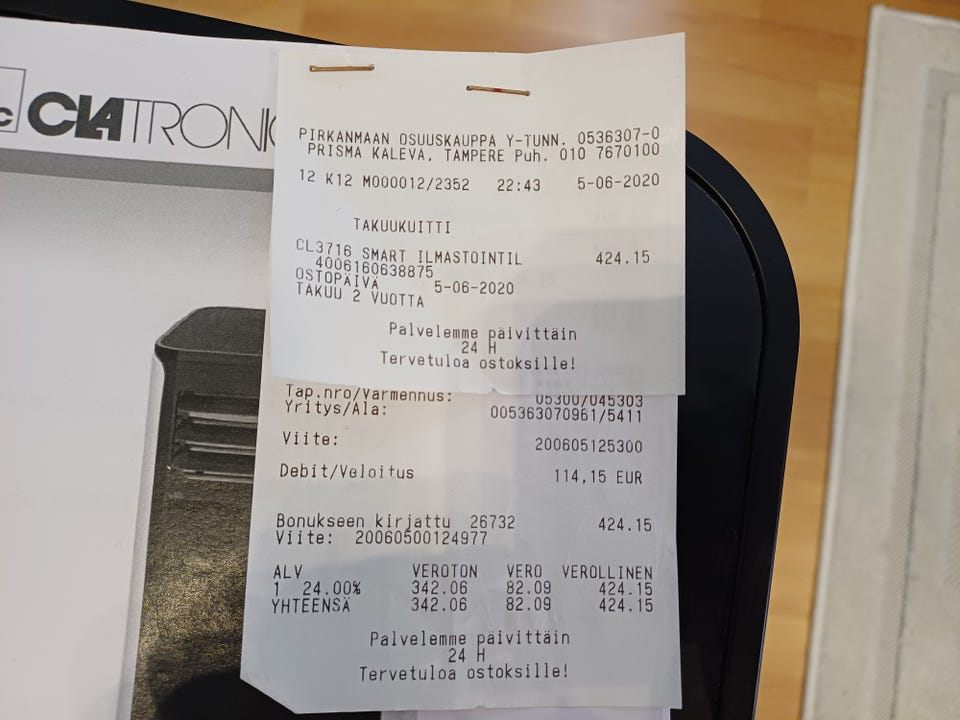 C CLATRONIC
PIRKANMAAN OSUUSKAUPPA Y-TUNN. 0536307-0
PRISMA KALEVA, TAMPERE Puh. 010 7670100
12 K12 M000012/2352 22:43 5-06-2020
TAKUUKUITTI
CL3716 SMART ILMASTOINTIL 424.15
4006160638875
OSTOPÄIVÄ 5-06-2020
TAKUU 2 VUOTTA
Palvelemme päivittäin
24 H
Tervetuloa ostoksille!
Tap.nro/Varmennus: 05300/045303
Yritys/Ala: 005363070961/5411
Viite: 200605125300
Debit/Veloitus 114,15 EUR
Bonukseen kirjattu 26732 424.15
Viite: 20060500124977
ALV VEROTON VERO VEROLLINEN
1 24.00% 342.06 82.09 424.15
YHTEENSÄ 342.06 82.09 424.15
Palvelemme päivittäin
24 H
Tervetuloa ostoksille!